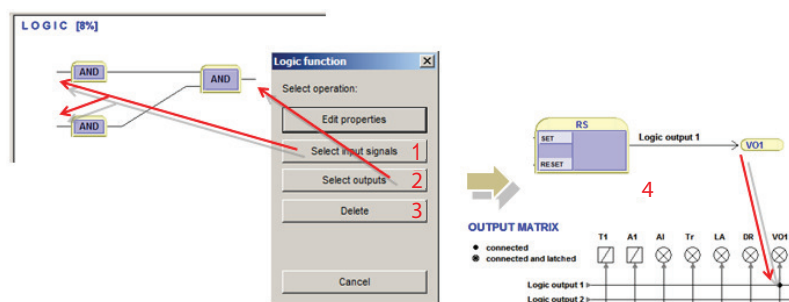 LOGIC [8%]
AND
AND
AND
Logic function
Select operation:
Edit properties
Select input signals 1
Select outputs 2
Delete 3
Cancel
RS
SET
RESET
Logic output 1
VO1
4
OUTPUT MATRIX
connected
connected and latched
T1 A1 Al Tr LA DR VO1
Logic output 1
Logic output 2